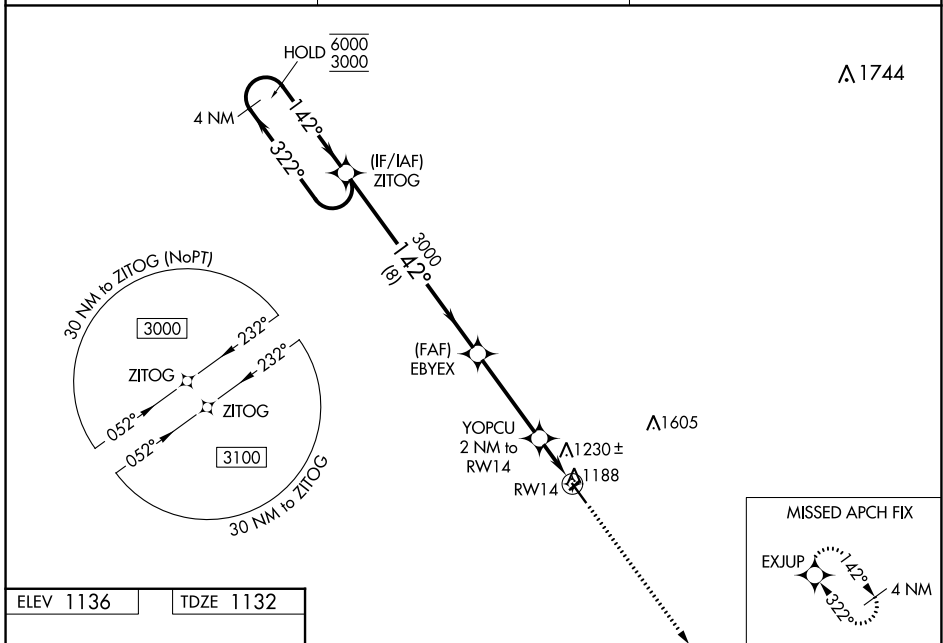 HOLD 6000
3000
4 NM
142°
322°
(IF/IAF)
ZITOG
1744
3000
142°
(8)
30 NM to ZITOG (NoPT)
3000
232°
232°
ZITOG
ZITOG
052°
052°
3100
30 NM to ZITOG
(FAF)
EBYEX
YOPCU
2 NM to
RW14
1605
1230 ±
1188
RW14
MISSED APCH FIX
EXJUP
142°
322°
4 NM
ELEV 1136
TDZE 1132